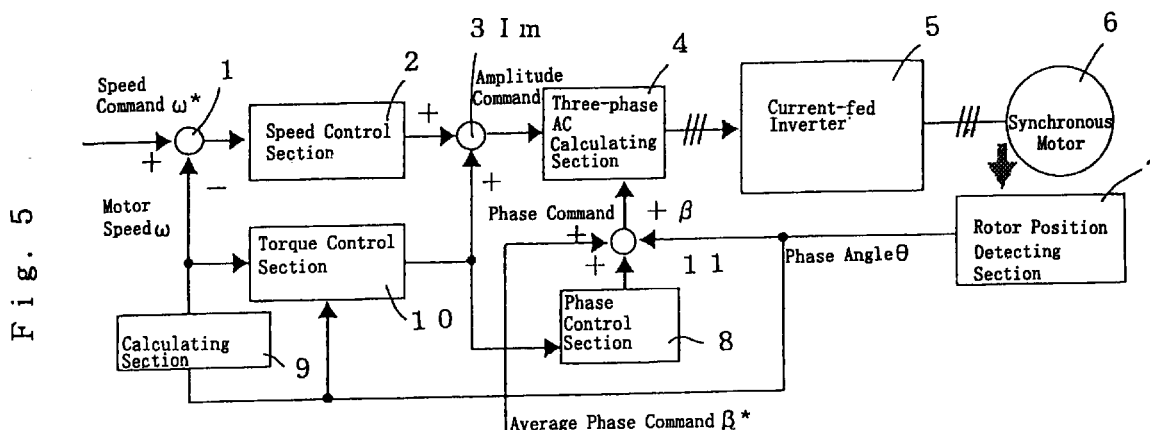 Fig. 5
Speed
Command ω*
1
+
−
Motor
Speed ω
2
Speed Control
Section
+
3 Im
Amplitude
Command
+
4
Three-phase
AC
Calculating
Section
5
Current-fed
Inverter
6
Synchronous
Motor
Rotor Position
Detecting
Section
Torque Control
Section
10
Calculating
Section
9
Phase Command
+
+ β
+
11
Phase Angle θ
Phase
Control
Section
8
Average Phase Command β*